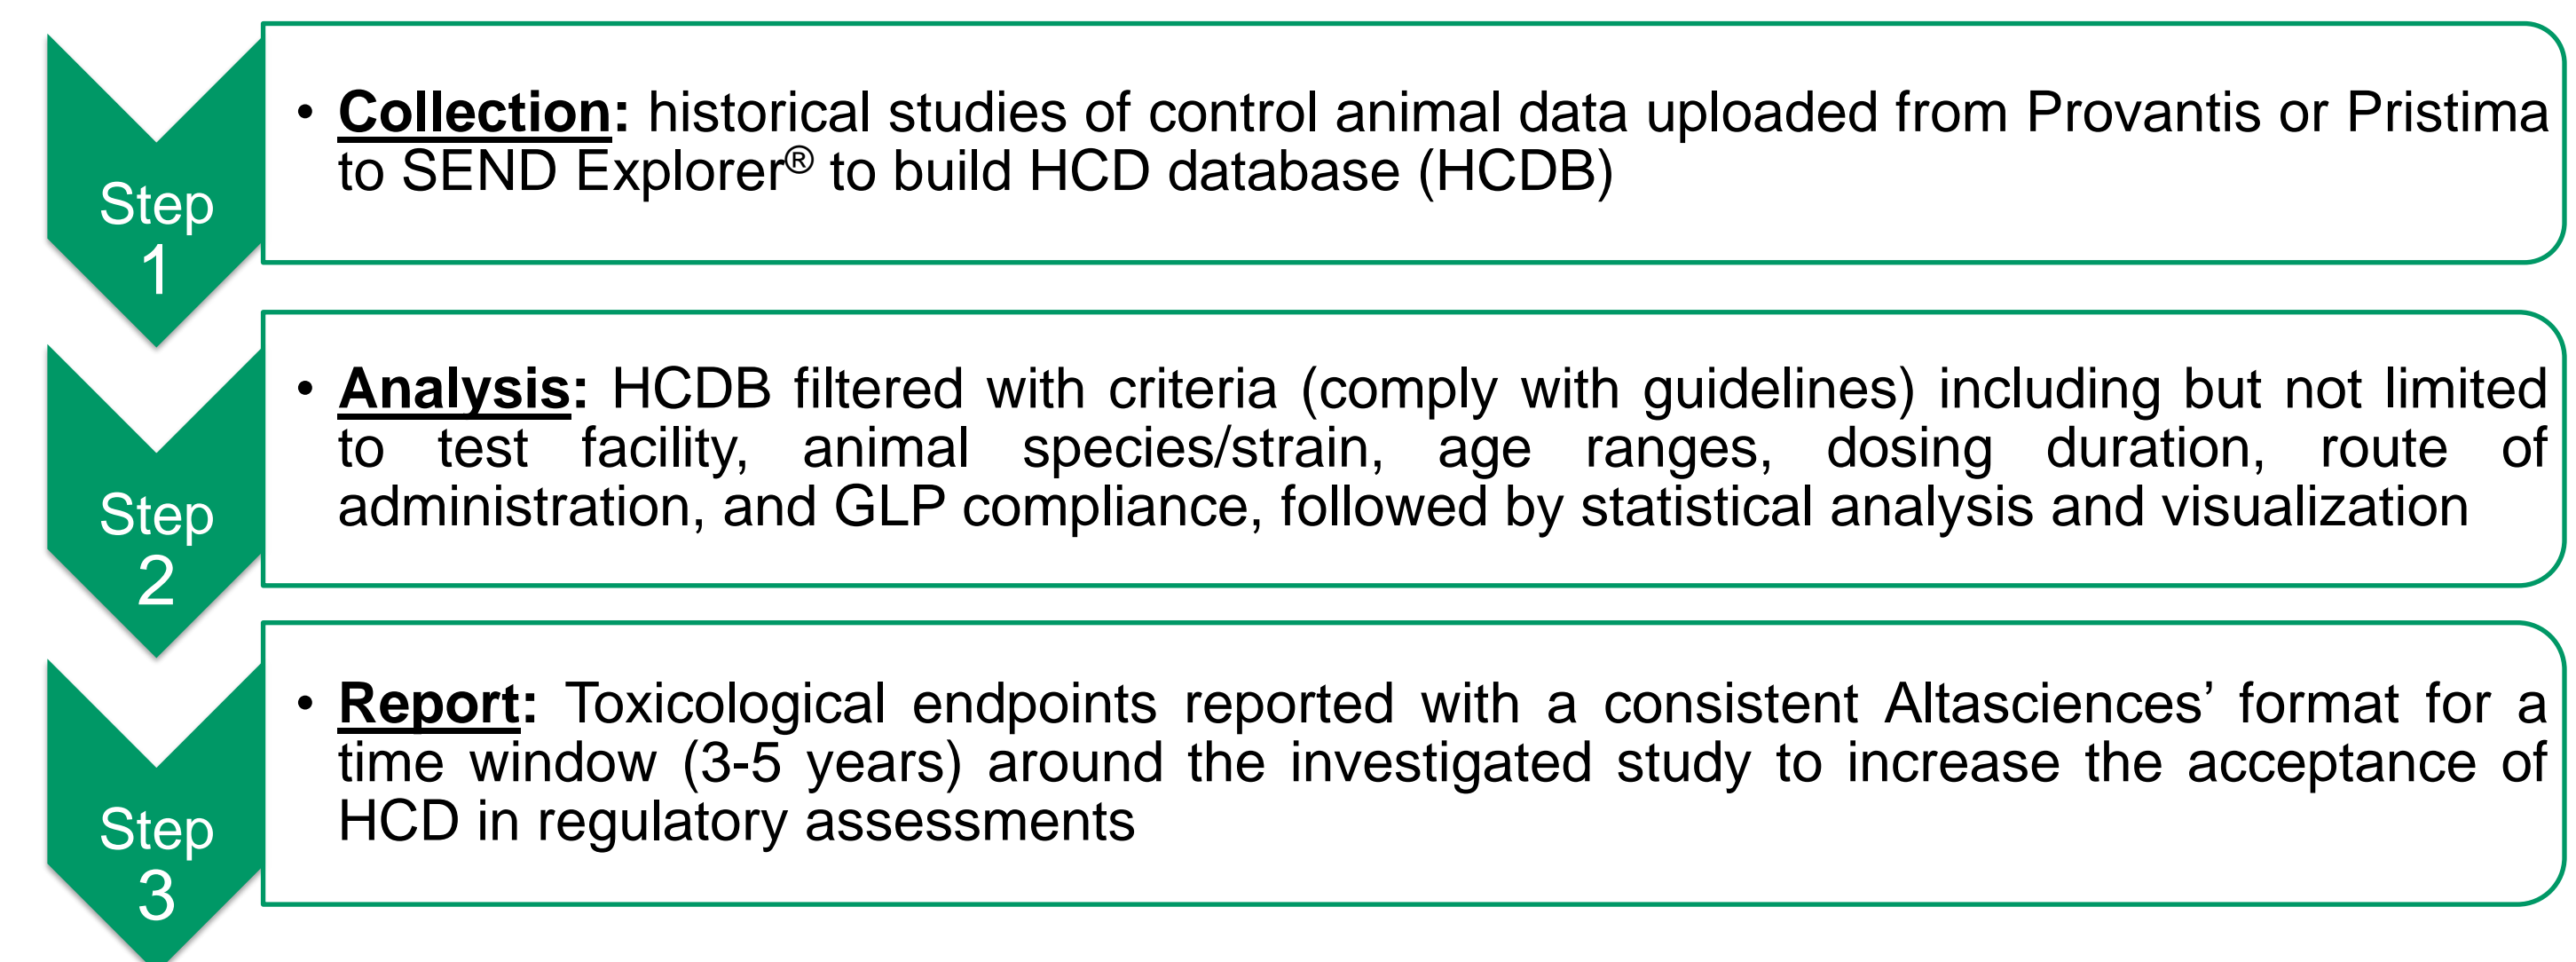 Step
1
• Collection: historical studies of control animal data uploaded from Provantis or Pristima
to SEND Explorer® to build HCD database (HCDB)
Step
2
• Analysis: HCDB filtered with criteria (comply with guidelines) including but not limited
to test facility, animal species/strain, age ranges, dosing duration, route of
administration, and GLP compliance, followed by statistical analysis and visualization
Step
3
• Report: Toxicological endpoints reported with a consistent Altasciences’ format for a
time window (3-5 years) around the investigated study to increase the acceptance of
HCD in regulatory assessments